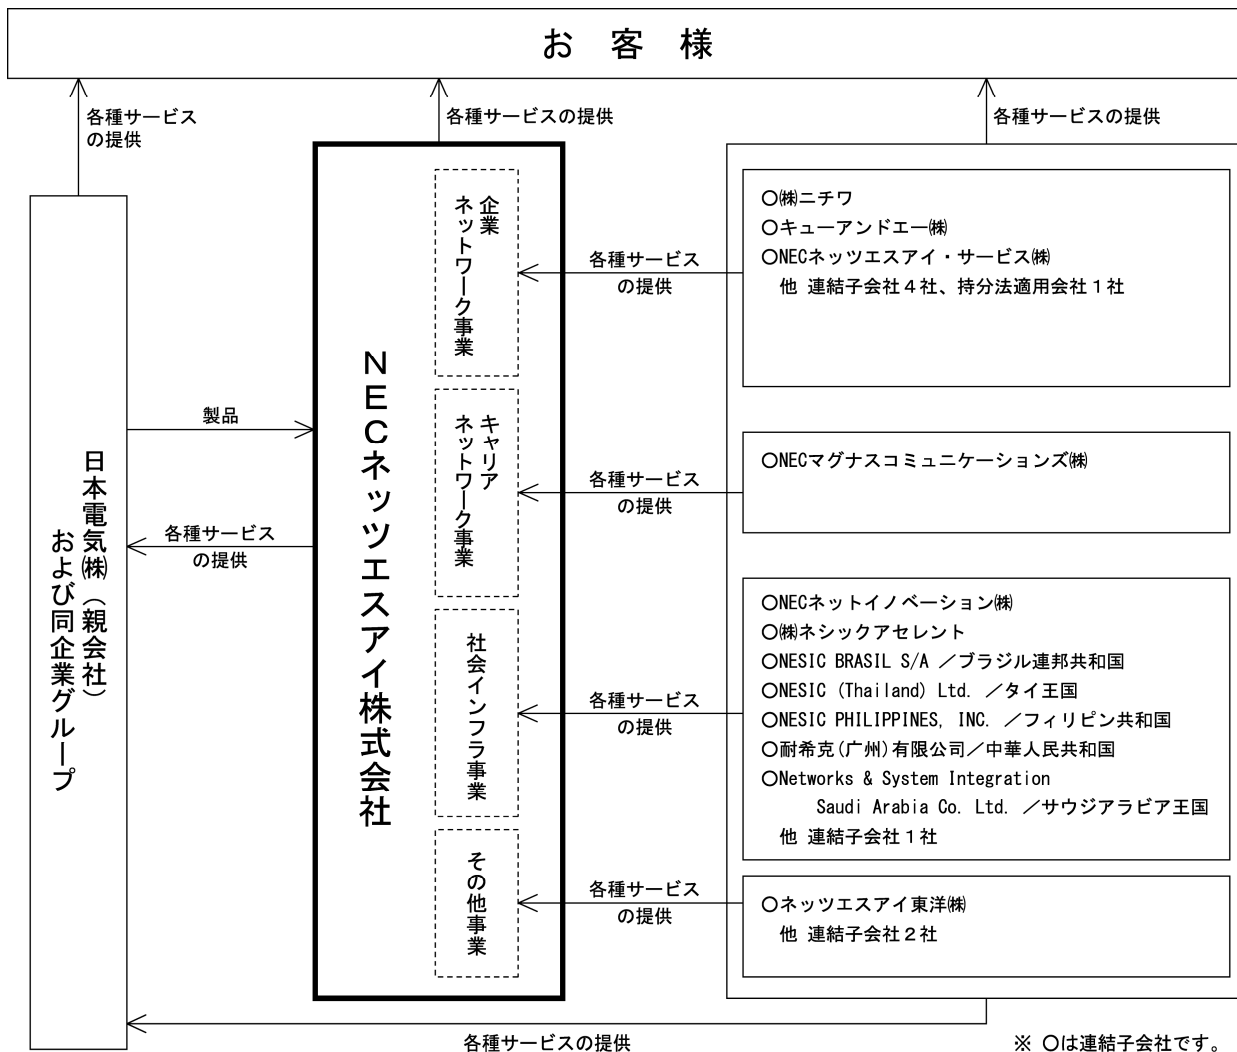 お 客 様
各種サービス
の提供
各種サービスの提供
各種サービスの提供
日本電気㈱(親会社)
および同企業グループ
製品
各種サービス
の提供
NECネッツエスアイ株式会社
企業
ネットワーク事業
キャリア
ネットワーク事業
社会インフラ事業
その他事業
各種サービス
の提供
各種サービス
の提供
各種サービス
の提供
各種サービス
の提供
○㈱ニチワ
○キューアンドエー㈱
○NECネッツエスアイ・サービス㈱
他 連結子会社4社、持分法適用会社1社
○NECマグナスコミュニケーションズ㈱
○NECネットイノベーション㈱
○㈱ネシックアセレント
○NESIC BRASIL S/A /ブラジル連邦共和国
○NESIC (Thailand) Ltd. /タイ王国
○NESIC PHILIPPINES, INC. /フィリピン共和国
○耐希克(广州)有限公司/中華人民共和国
○Networks & System Integration
Saudi Arabia Co. Ltd. /サウジアラビア王国
他 連結子会社1社
○ネッツエスアイ東洋㈱
他 連結子会社2社
各種サービスの提供
※ ○は連結子会社です。